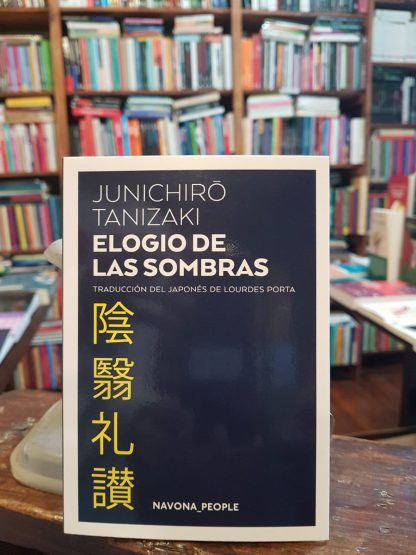 JUNICHIRŌ
TANIZAKI
ELOGIO DE
LAS SOMBRAS
TRADUCCIÓN DEL JAPONÉS DE LOURDES PORTA
陰翳礼讃
NAVONA_PEOPLE